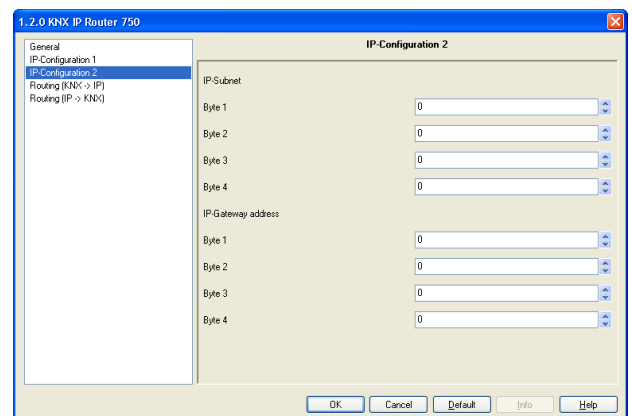 1.2.0 KNX IP Router 750
General
IP-Configuration 1
IP-Configuration 2
Routing (KNX -> IP)
Routing (IP -> KNX)
IP-Configuration 2
IP-Subnet
Byte 1 0
Byte 2 0
Byte 3 0
Byte 4 0
IP-Gateway address
Byte 1 0
Byte 2 0
Byte 3 0
Byte 4 0
OK Cancel Default Info Help